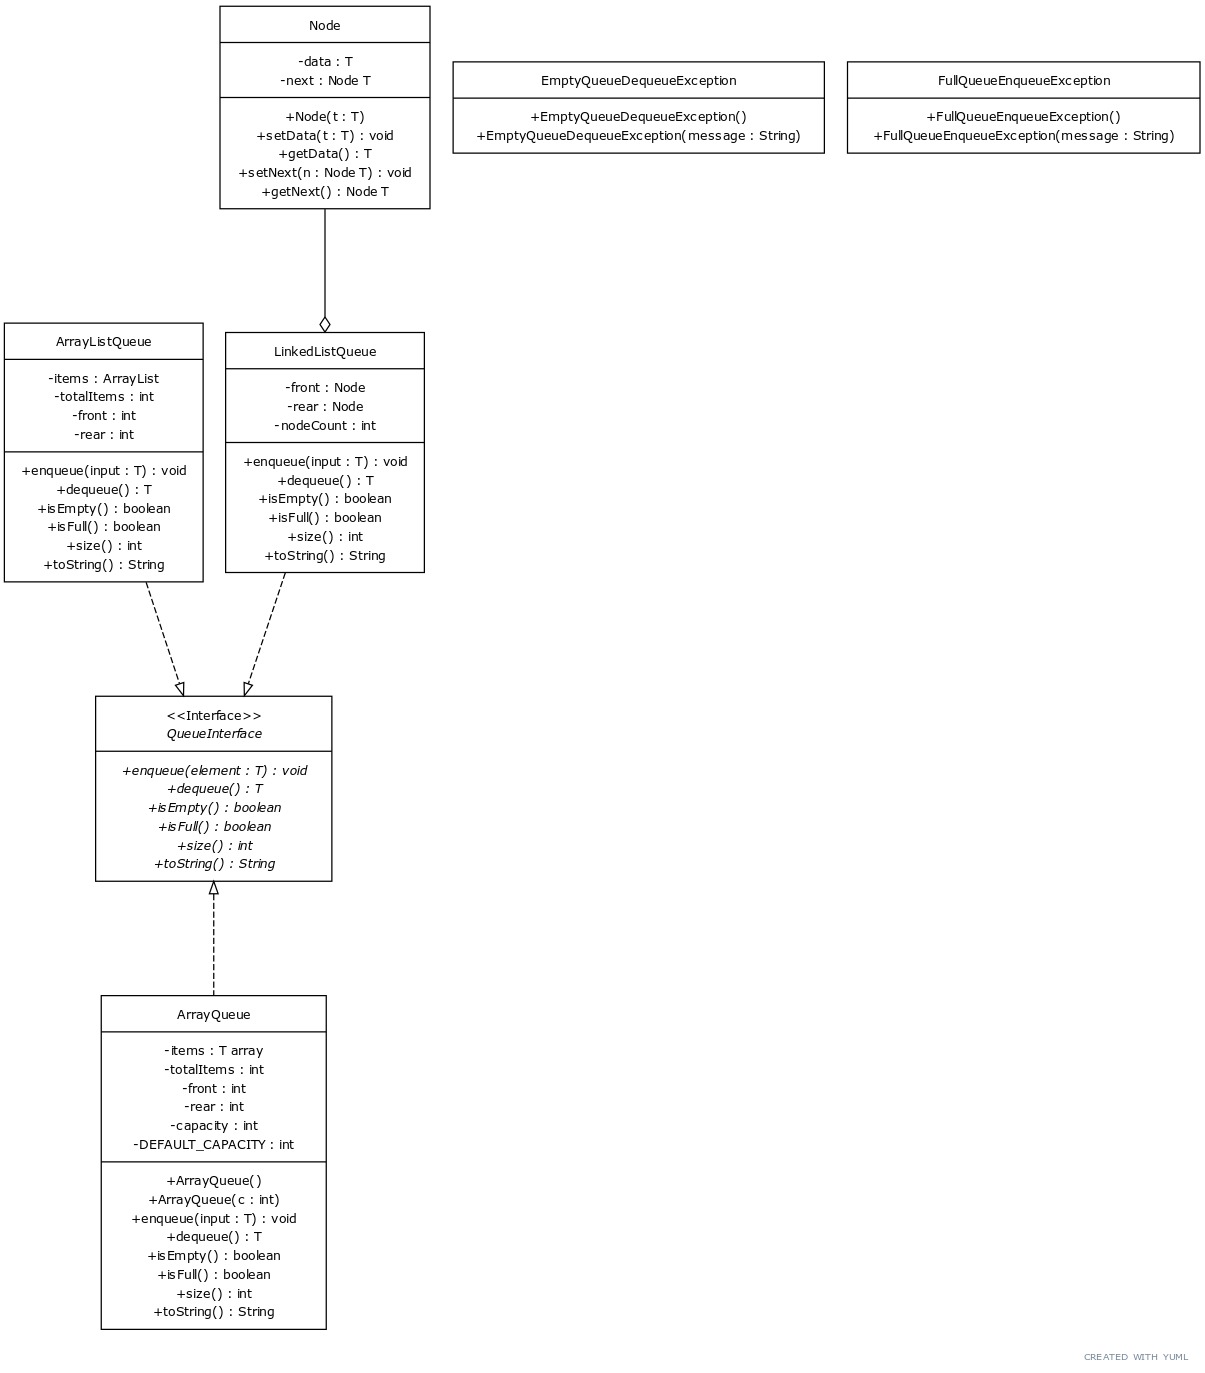 Node
-data : T
-next : Node T
+Node(t : T)
+setData(t : T) : void
+getData() : T
+setNext(n : Node T) : void
+getNext() : Node T
EmptyQueueDequeueException
+EmptyQueueDequeueException()
+EmptyQueueDequeueException(message : String)
FullQueueEnqueueException
+FullQueueEnqueueException()
+FullQueueEnqueueException(message : String)
ArrayListQueue
-items : ArrayList
-totalItems : int
-front : int
-rear : int
+enqueue(input : T) : void
+dequeue() : T
+isEmpty() : boolean
+isFull() : boolean
+size() : int
+toString() : String
LinkedListQueue
-front : Node
-rear : Node
-nodeCount : int
+enqueue(input : T) : void
+dequeue() : T
+isEmpty() : boolean
+isFull() : boolean
+size() : int
+toString() : String
<<Interface>>
QueueInterface
+enqueue(element : T) : void
+dequeue() : T
+isEmpty() : boolean
+isFull() : boolean
+size() : int
+toString() : String
ArrayQueue
-items : T array
-totalItems : int
-front : int
-rear : int
-capacity : int
-DEFAULT_CAPACITY : int
+ArrayQueue()
+ArrayQueue(c : int)
+enqueue(input : T) : void
+dequeue() : T
+isEmpty() : boolean
+isFull() : boolean
+size() : int
+toString() : String
CREATED WITH YUML